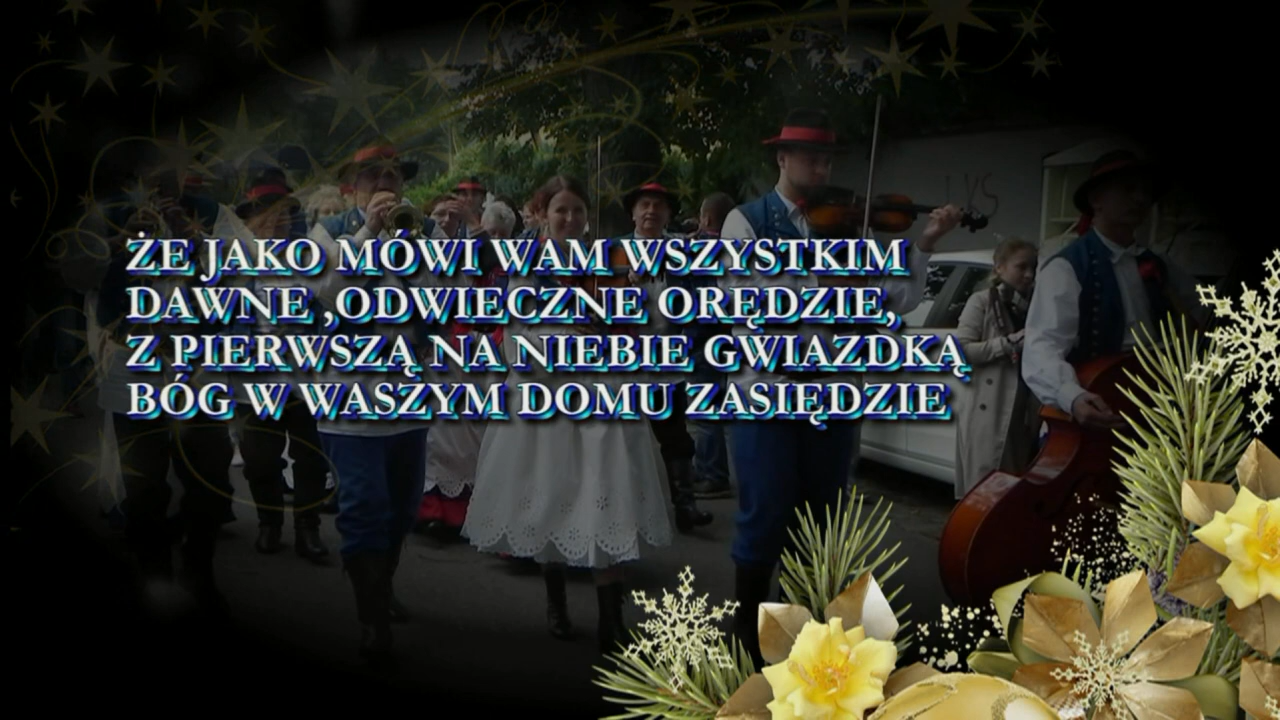 ŻE JAKO MÓWI WAM WSZYSTKIM
DAWNE ,ODWIECZNE ORĘDZIE,
Z PIERWSZĄ NA NIEBIE GWIAZDKĄ
BÓG W WASZYM DOMU ZASIĘDZIE